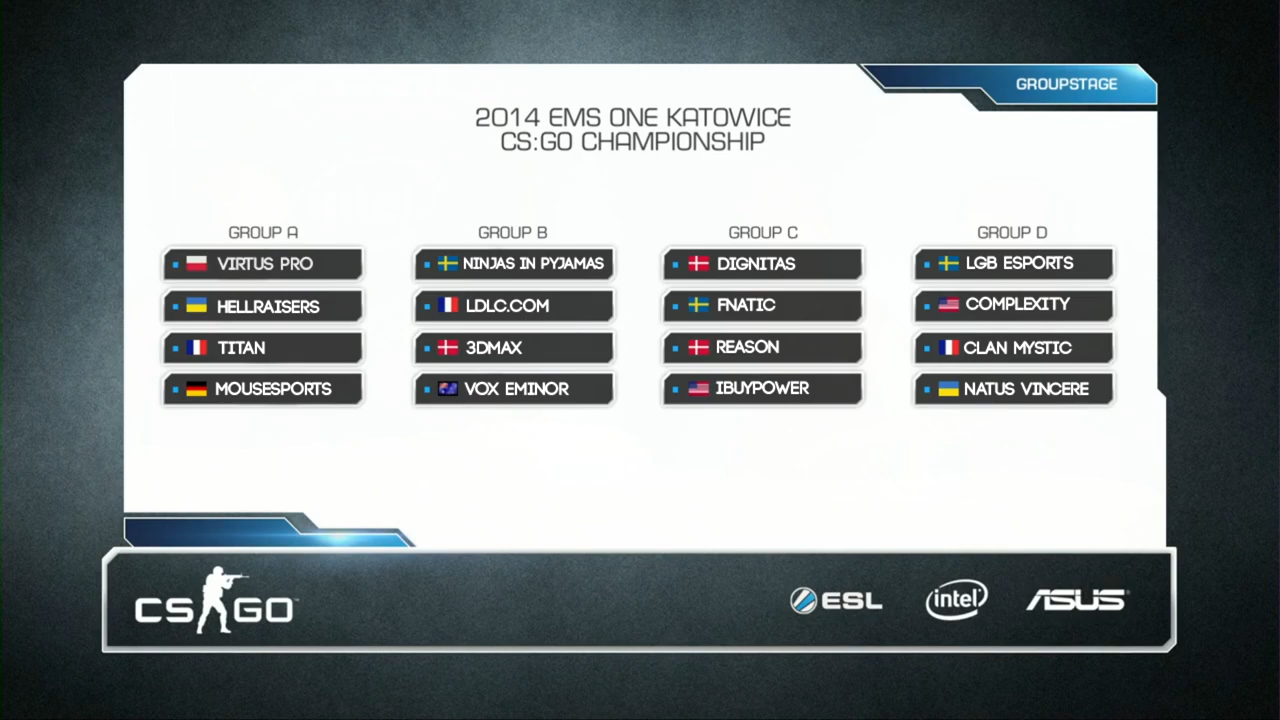 GROUPSTAGE
2014 EMS ONE KATOWICE
CS:GO CHAMPIONSHIP
GROUP A
VIRTUS PRO
HELLRAISERS
TITAN
MOUSESPORTS
GROUP B
NINJAS IN PYJAMAS
LDLC.COM
3DMAX
VOX EMINOR
GROUP C
DIGNITAS
FNATIC
REASON
IBUYPOWER
GROUP D
LGB ESPORTS
COMPLEXITY
CLAN MYSTIC
NATUS VINCERE
CS GO
ESL
intel
ASUS